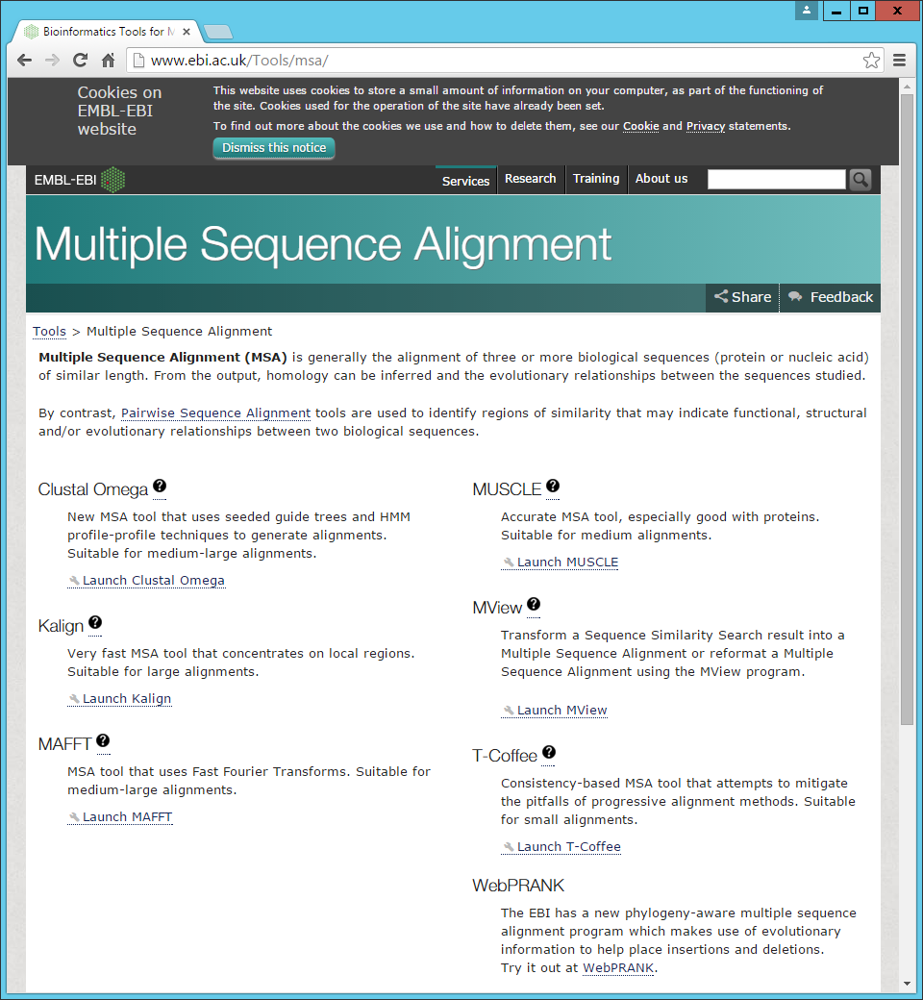 Bioinformatics Tools for M
www.ebi.ac.uk/Tools/msa/
Cookies on
EMBL-EBI
website
This website uses cookies to store a small amount of information on your computer, as part of the functioning of
the site. Cookies used for the operation of the site have already been set.
To find out more about the cookies we use and how to delete them, see our Cookie and Privacy statements.
Dismiss this notice
EMBL-EBI
Services Research Training About us
Multiple Sequence Alignment
Share Feedback
Tools > Multiple Sequence Alignment
Multiple Sequence Alignment (MSA) is generally the alignment of three or more biological sequences (protein or nucleic acid)
of similar length. From the output, homology can be inferred and the evolutionary relationships between the sequences studied.
By contrast, Pairwise Sequence Alignment tools are used to identify regions of similarity that may indicate functional, structural
and/or evolutionary relationships between two biological sequences.
Clustal Omega ?
New MSA tool that uses seeded guide trees and HMM
profile-profile techniques to generate alignments.
Suitable for medium-large alignments.
Launch Clustal Omega
Kalign ?
Very fast MSA tool that concentrates on local regions.
Suitable for large alignments.
Launch Kalign
MAFFT ?
MSA tool that uses Fast Fourier Transforms. Suitable for
medium-large alignments.
Launch MAFFT
MUSCLE ?
Accurate MSA tool, especially good with proteins.
Suitable for medium alignments.
Launch MUSCLE
MView ?
Transform a Sequence Similarity Search result into a
Multiple Sequence Alignment or reformat a Multiple
Sequence Alignment using the MView program.
Launch MView
T-Coffee ?
Consistency-based MSA tool that attempts to mitigate
the pitfalls of progressive alignment methods. Suitable
for small alignments.
Launch T-Coffee
WebPRANK
The EBI has a new phylogeny-aware multiple sequence
alignment program which makes use of evolutionary
information to help place insertions and deletions.
Try it out at WebPRANK.